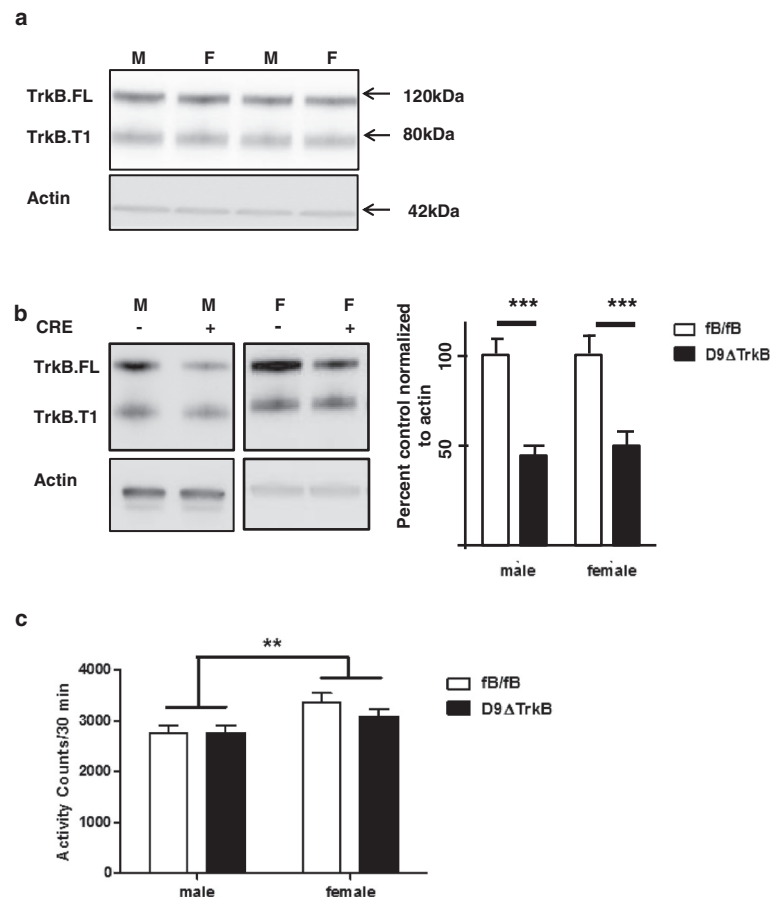 a
M F M F
TrkB.FL 120kDa
TrkB.T1 80kDa
Actin 42kDa
b
M M F F
CRE - + - +
TrkB.FL
TrkB.T1
Actin
Percent control normalized
to actin
100
50
*** ***
male female
fB/fB
D9ΔTrkB
c
**
Activity Counts/30 min
4000
3000
2000
1000
0
male female
fB/fB
D9ΔTrkB